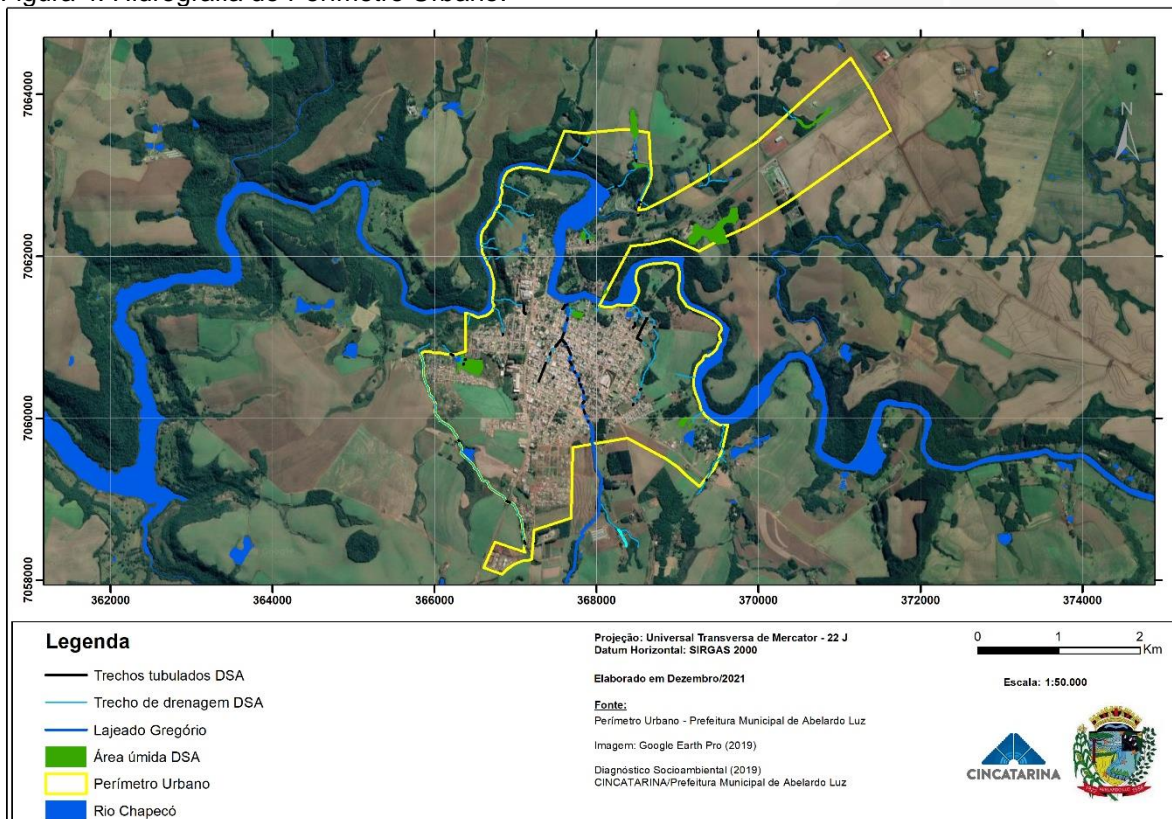 Figura 4. Hidrografia do Perímetro Urbano.
7064000
7062000
7060000
7058000
N
362000
364000
366000
368000
370000
372000
374000
Legenda
Trechos tubulados DSA
Trecho de drenagem DSA
Lajeado Gregório
Área úmida DSA
Perímetro Urbano
Rio Chapecó
Projeção: Universal Transversa de Mercator - 22 J
Datum Horizontal: SIRGAS 2000
Elaborado em Dezembro/2021
Fonte:
Perímetro Urbano - Prefeitura Municipal de Abelardo Luz
Imagem: Google Earth Pro (2019)
Diagnóstico Socioambiental (2019)
CINCATARINA/Prefeitura Municipal de Abelardo Luz
0 1 2
Km
Escala: 1:50.000
CINCATARINA